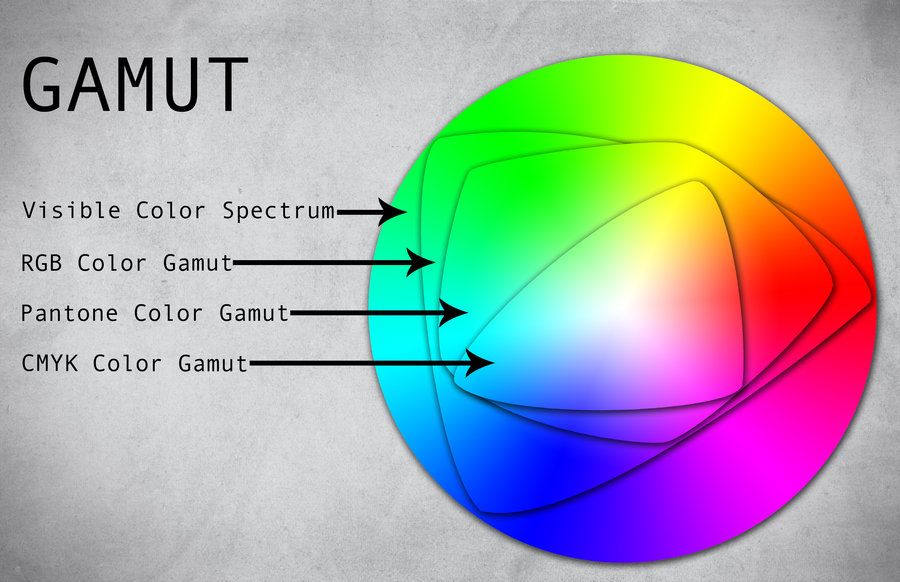 GAMUT
Visible Color Spectrum
RGB Color Gamut
Pantone Color Gamut
CMYK Color Gamut